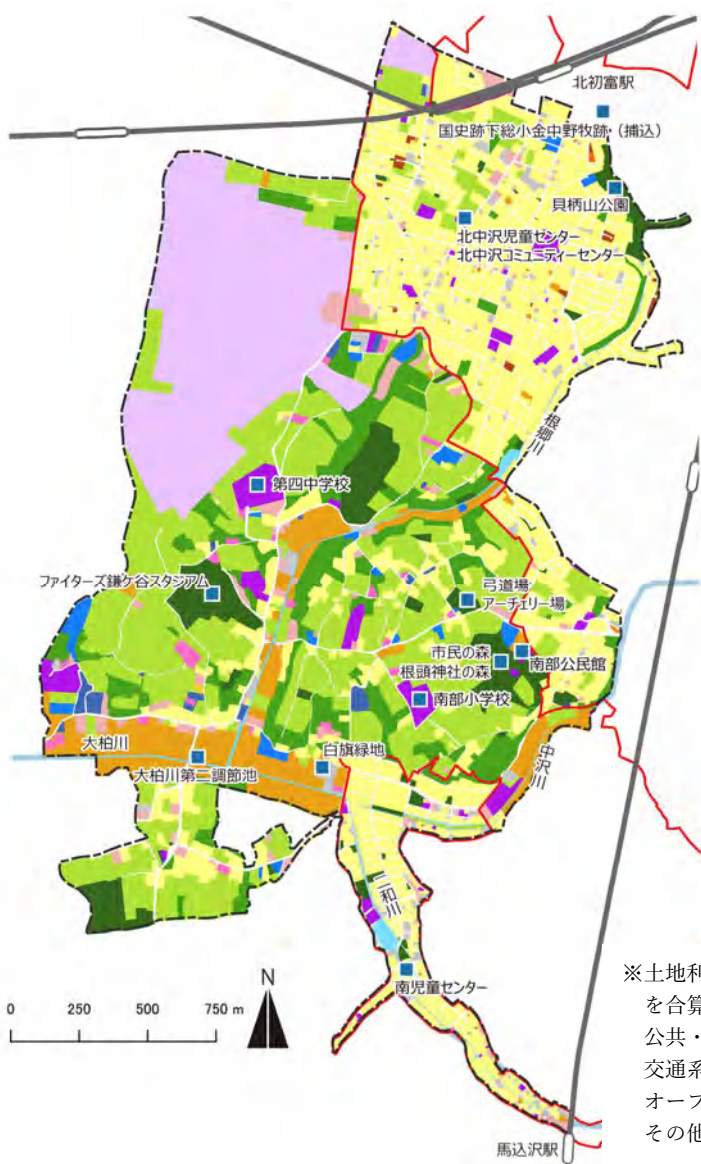 北初富駅
国史跡下総小金中野牧跡（捕込）
貝柄山公園
北中沢児童センター
北中沢コミュニティーセンター
根郷川
第四中学校
ファイターズ鎌ケ谷スタジアム
弓道場
アーチェリー場
市民の森
根頭神社の森
南部公民館
南部小学校
大柏川
大柏川第二調節池
白旗緑地
中沢川
二和川
南児童センター
N
0 250 500 750 m
馬込沢駅
※土地利
を合算
公共・
交通系
オープ
その他